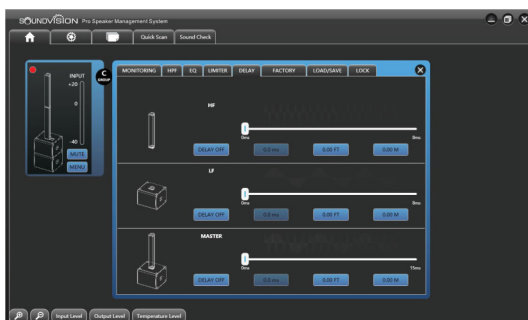 SOUNDVISION Pro Speaker Management System
Quick Scan Sound Check
INPUT
+20
0
-40
MUTE
MENU
C
GROUP
MONITORING HPF EQ LIMITER DELAY FACTORY LOAD/SAVE LOCK
HF
0ms 8ms
DELAY OFF 0.0 ms 0.00 FT 0.00 M
LF
0ms 8ms
DELAY OFF 0.0 ms 0.00 FT 0.00 M
MASTER
0ms 15ms
DELAY OFF 0.0 ms 0.00 FT 0.00 M
Input Level Output Level Temperature Level